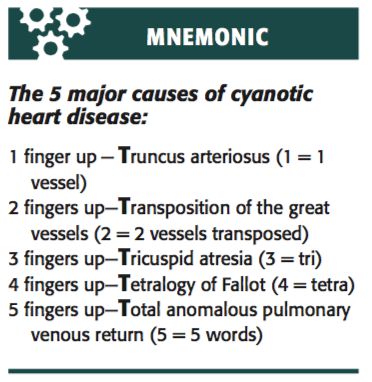 MNEMONIC
The 5 major causes of cyanotic
heart disease:
1 finger up – Truncus arteriosus (1 = 1
vessel)
2 fingers up–Transposition of the great
vessels (2 = 2 vessels transposed)
3 fingers up–Tricuspid atresia (3 = tri)
4 fingers up–Tetralogy of Fallot (4 = tetra)
5 fingers up–Total anomalous pulmonary
venous return (5 = 5 words)